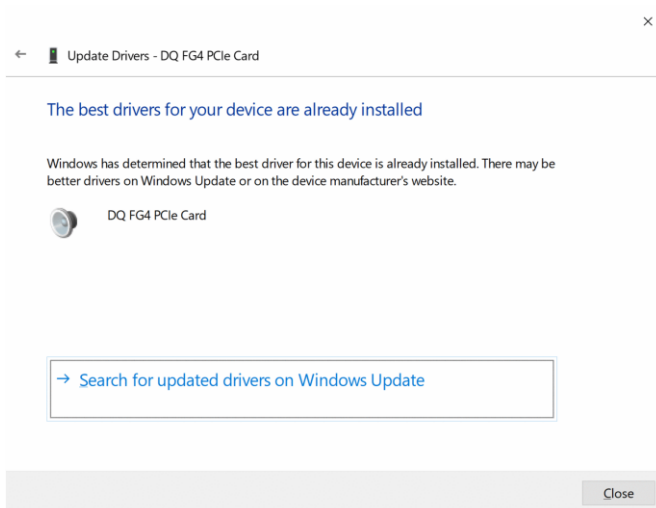 Update Drivers - DQ FG4 PCIe Card
The best drivers for your device are already installed
Windows has determined that the best driver for this device is already installed. There may be
better drivers on Windows Update or on the device manufacturer's website.
DQ FG4 PCIe Card
Search for updated drivers on Windows Update
Close